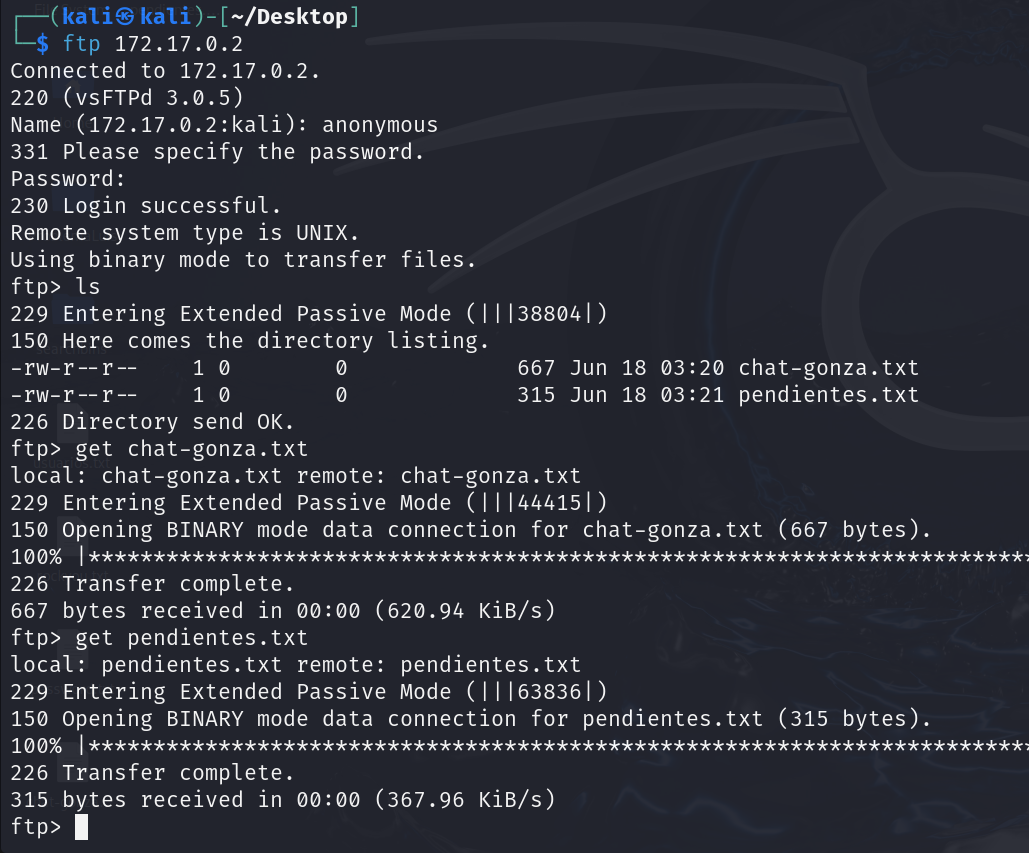 ┌──(kali㉿kali)-[~/Desktop]
└─$ ftp 172.17.0.2
Connected to 172.17.0.2.
220 (vsFTPd 3.0.5)
Name (172.17.0.2:kali): anonymous
331 Please specify the password.
Password:
230 Login successful.
Remote system type is UNIX.
Using binary mode to transfer files.
ftp> ls
229 Entering Extended Passive Mode (|||38804|)
150 Here comes the directory listing.
-rw-r--r--    1 0        0             667 Jun 18 03:20 chat-gonza.txt
-rw-r--r--    1 0        0             315 Jun 18 03:21 pendientes.txt
226 Directory send OK.
ftp> get chat-gonza.txt
local: chat-gonza.txt remote: chat-gonza.txt
229 Entering Extended Passive Mode (|||44415|)
150 Opening BINARY mode data connection for chat-gonza.txt (667 bytes).
100% |************************************************************************
226 Transfer complete.
667 bytes received in 00:00 (620.94 KiB/s)
ftp> get pendientes.txt
local: pendientes.txt remote: pendientes.txt
229 Entering Extended Passive Mode (|||63836|)
150 Opening BINARY mode data connection for pendientes.txt (315 bytes).
100% |************************************************************************
226 Transfer complete.
315 bytes received in 00:00 (367.96 KiB/s)
ftp>